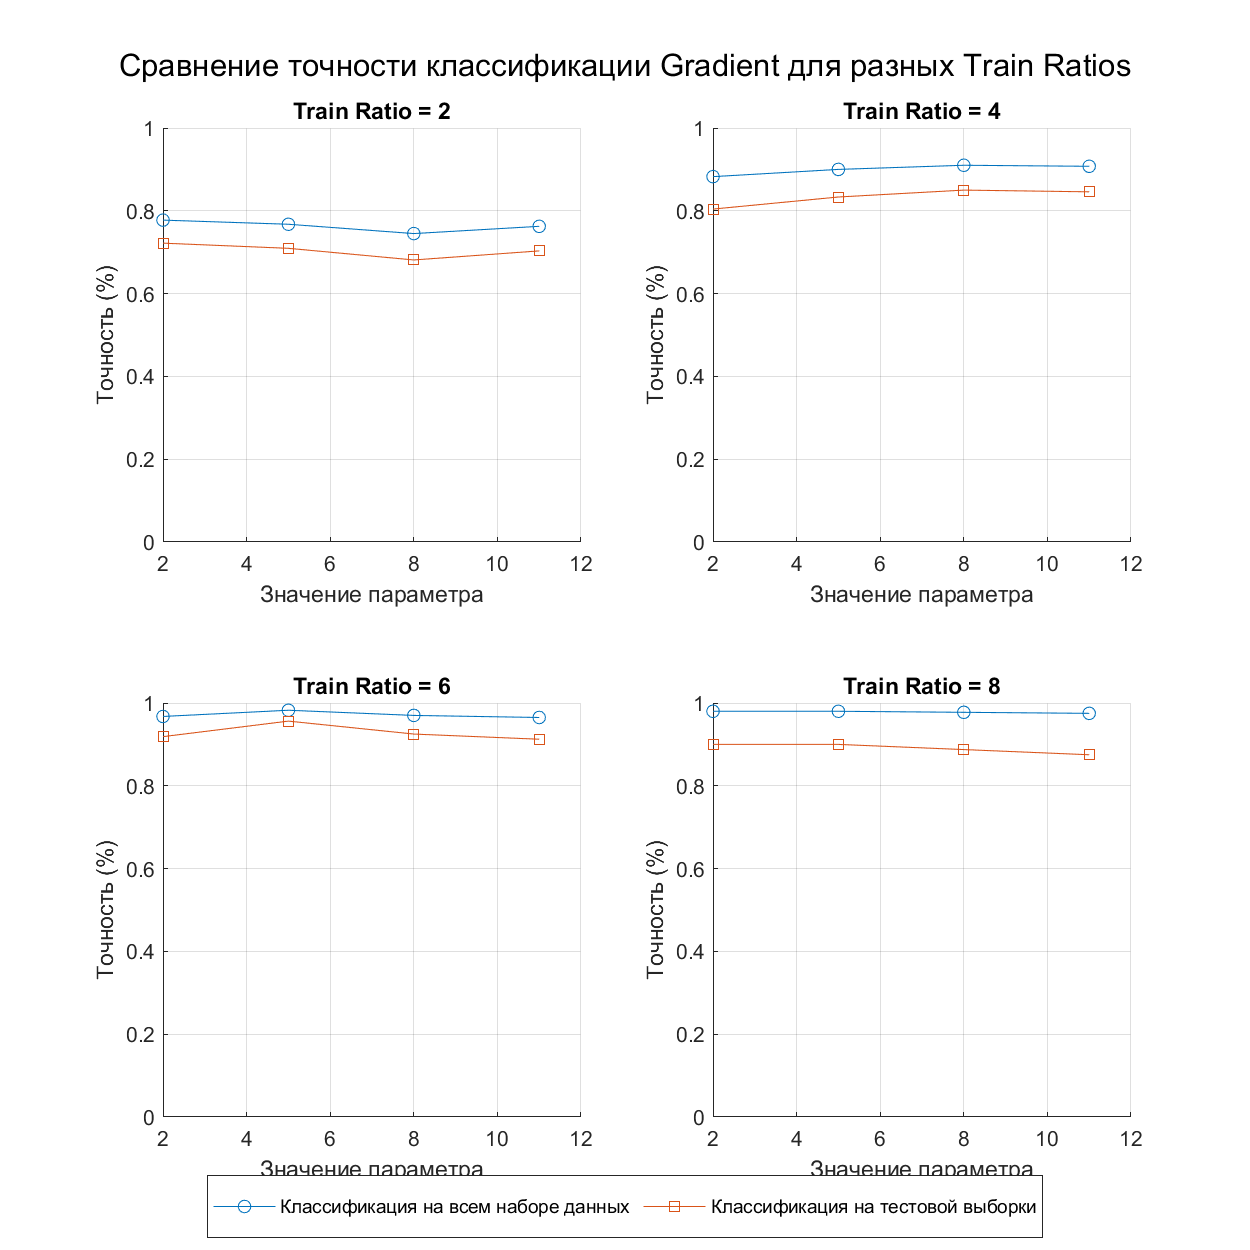 Сравнение точности классификации Gradient для разных Train Ratios
Train Ratio = 2
1
0.8
0.6
0.4
0.2
0
Точность (%)
2 4 6 8 10 12
Значение параметра
Train Ratio = 4
1
0.8
0.6
0.4
0.2
0
Точность (%)
2 4 6 8 10 12
Значение параметра
Train Ratio = 6
1
0.8
0.6
0.4
0.2
0
Точность (%)
2 4 6 8 10 12
Значение параметра
Train Ratio = 8
1
0.8
0.6
0.4
0.2
0
Точность (%)
2 4 6 8 10 12
Значение параметра
Классификация на всем наборе данных
Классификация на тестовой выборки